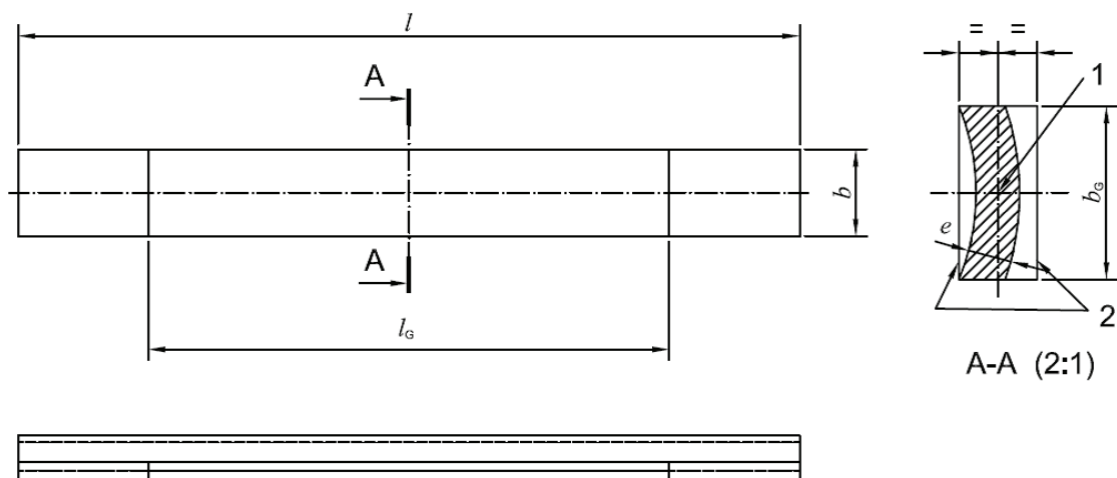 l
A
= =
1
b
b_G
A
e
l_G
2
A-A (2:1)